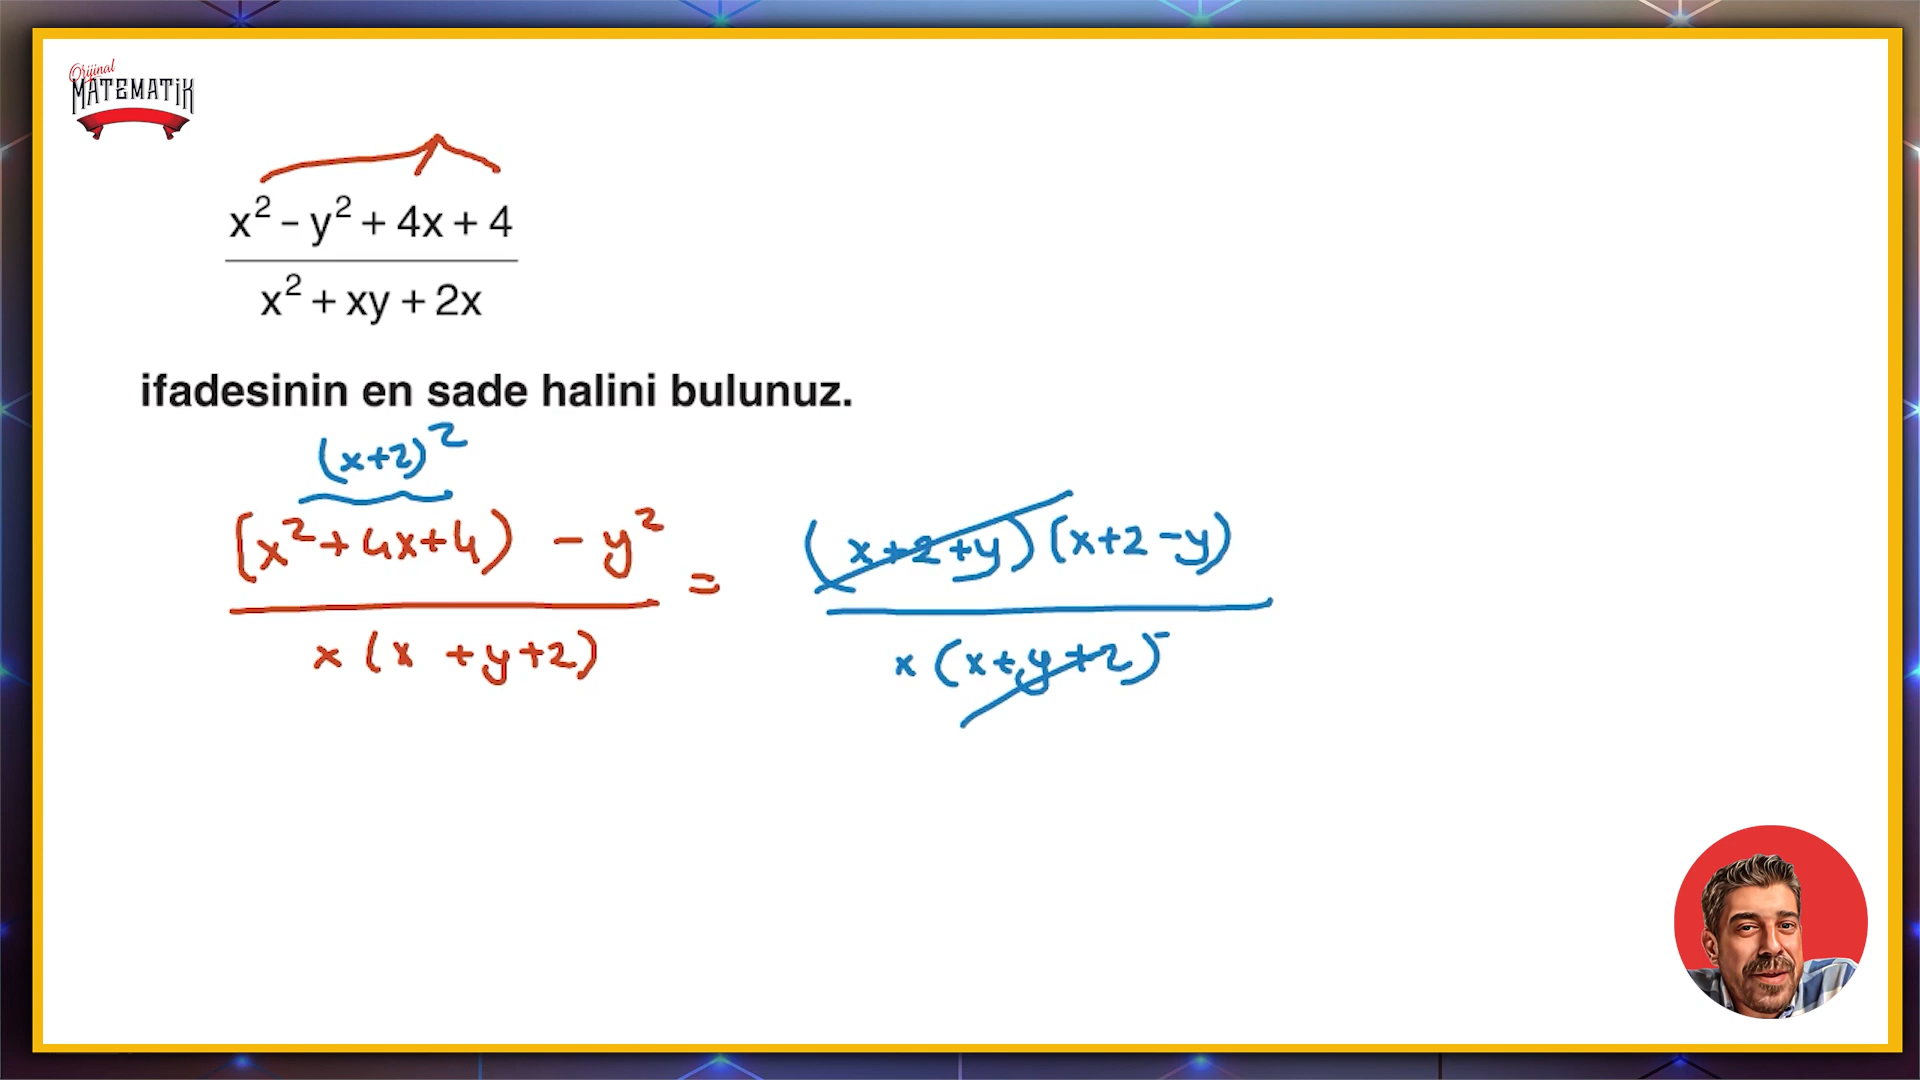 Orijinal
MATEMATİK
x² - y² + 4x + 4
x² + xy + 2x
ifadesinin en sade halini bulunuz.
(x+2)²
(x²+4x+4) - y² = (x+2+y)(x+2-y)
x(x+y+2) x(x+y+2)